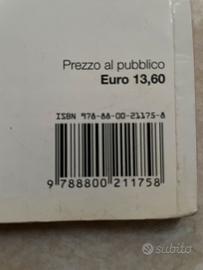 Prezzo al pubblico
Euro 13,60
ISBN 978-88-00-21175-8
9 788800 211758
subito